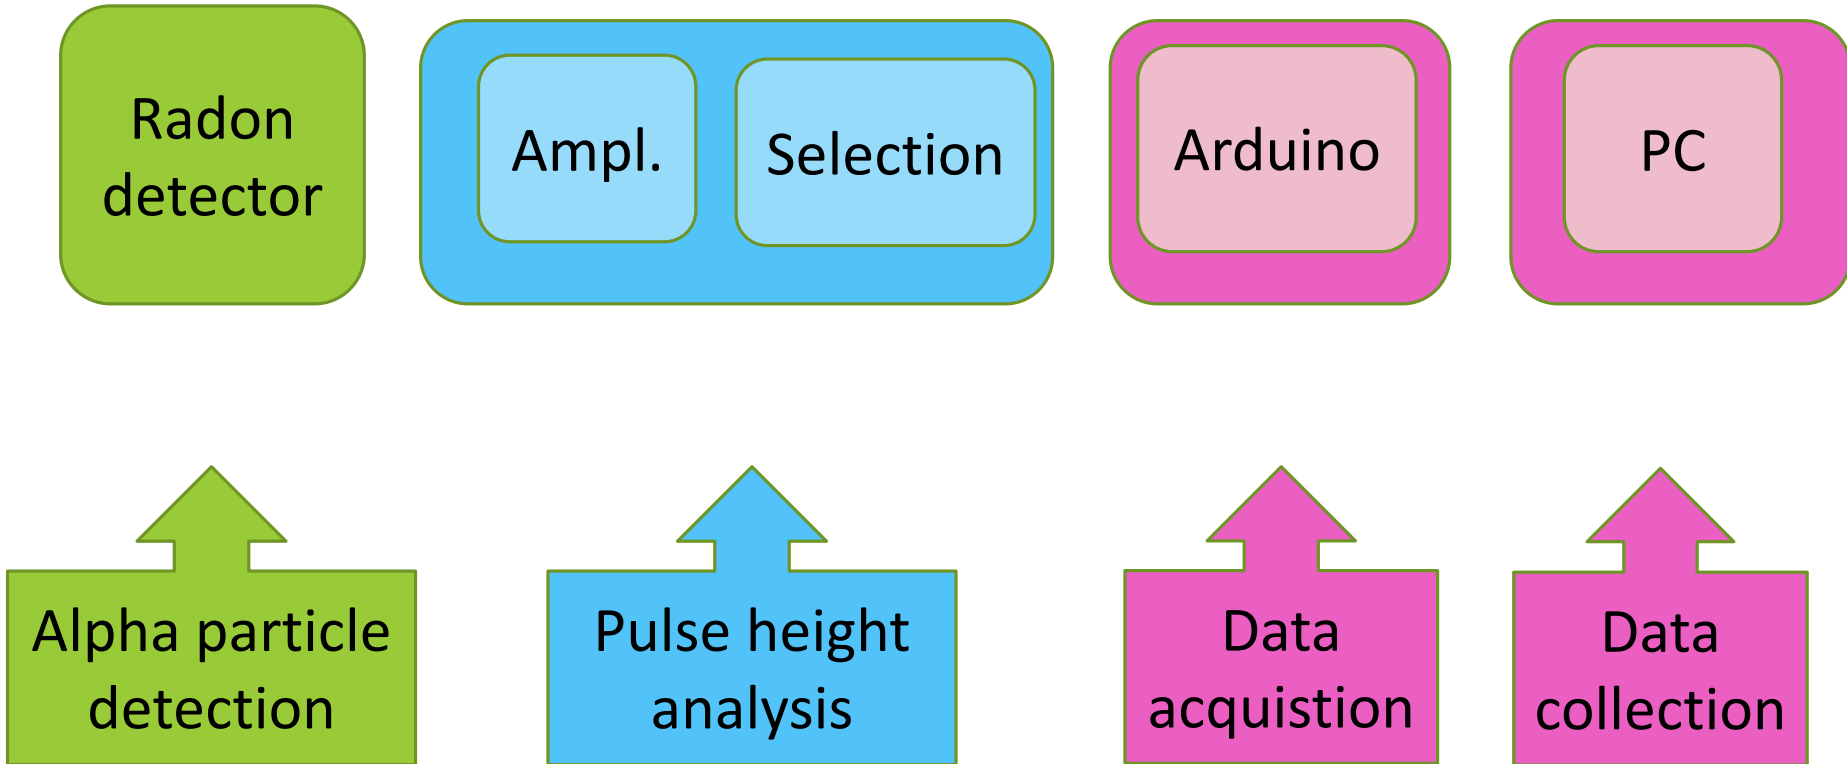 Radon
detector
Ampl.
Selection
Arduino
PC
Alpha particle
detection
Pulse height
analysis
Data
acquistion
Data
collection